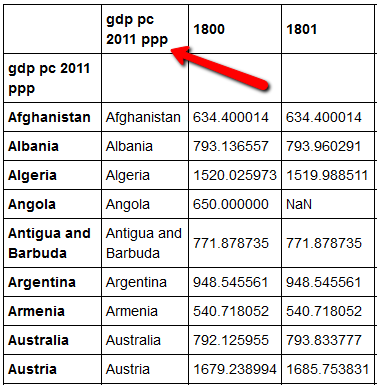 gdp pc
2011 ppp 1800 1801
gdp pc 2011
ppp
Afghanistan Afghanistan 634.400014 634.400014
Albania Albania 793.136557 793.960291
Algeria Algeria 1520.025973 1519.988511
Angola Angola 650.000000 NaN
Antigua and Antigua and
Barbuda Barbuda 771.878735 771.878735
Argentina Argentina 948.545561 948.545561
Armenia Armenia 540.718052 540.718052
Australia Australia 792.125955 793.833777
Austria Austria 1679.238994 1685.753831